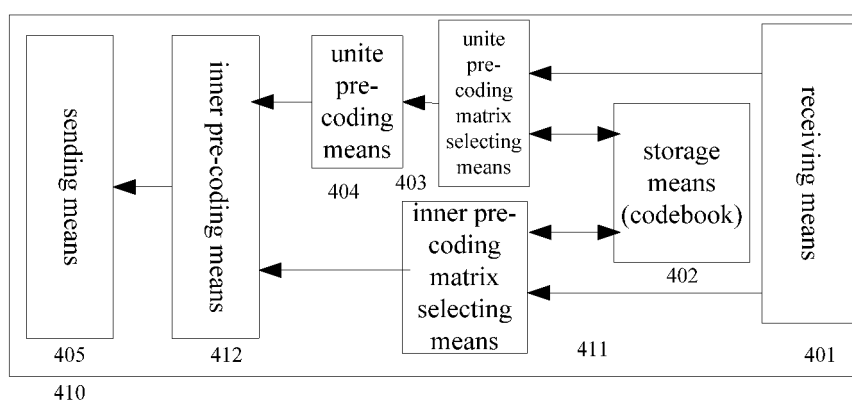 sending means
inner pre-coding means
unite
pre-
coding
means
unite
pre-
coding
matrix
selecting
means
inner pre-
coding
matrix
selecting
means
storage
means
(codebook)
receiving means
404
403
402
405
412
411
401
410